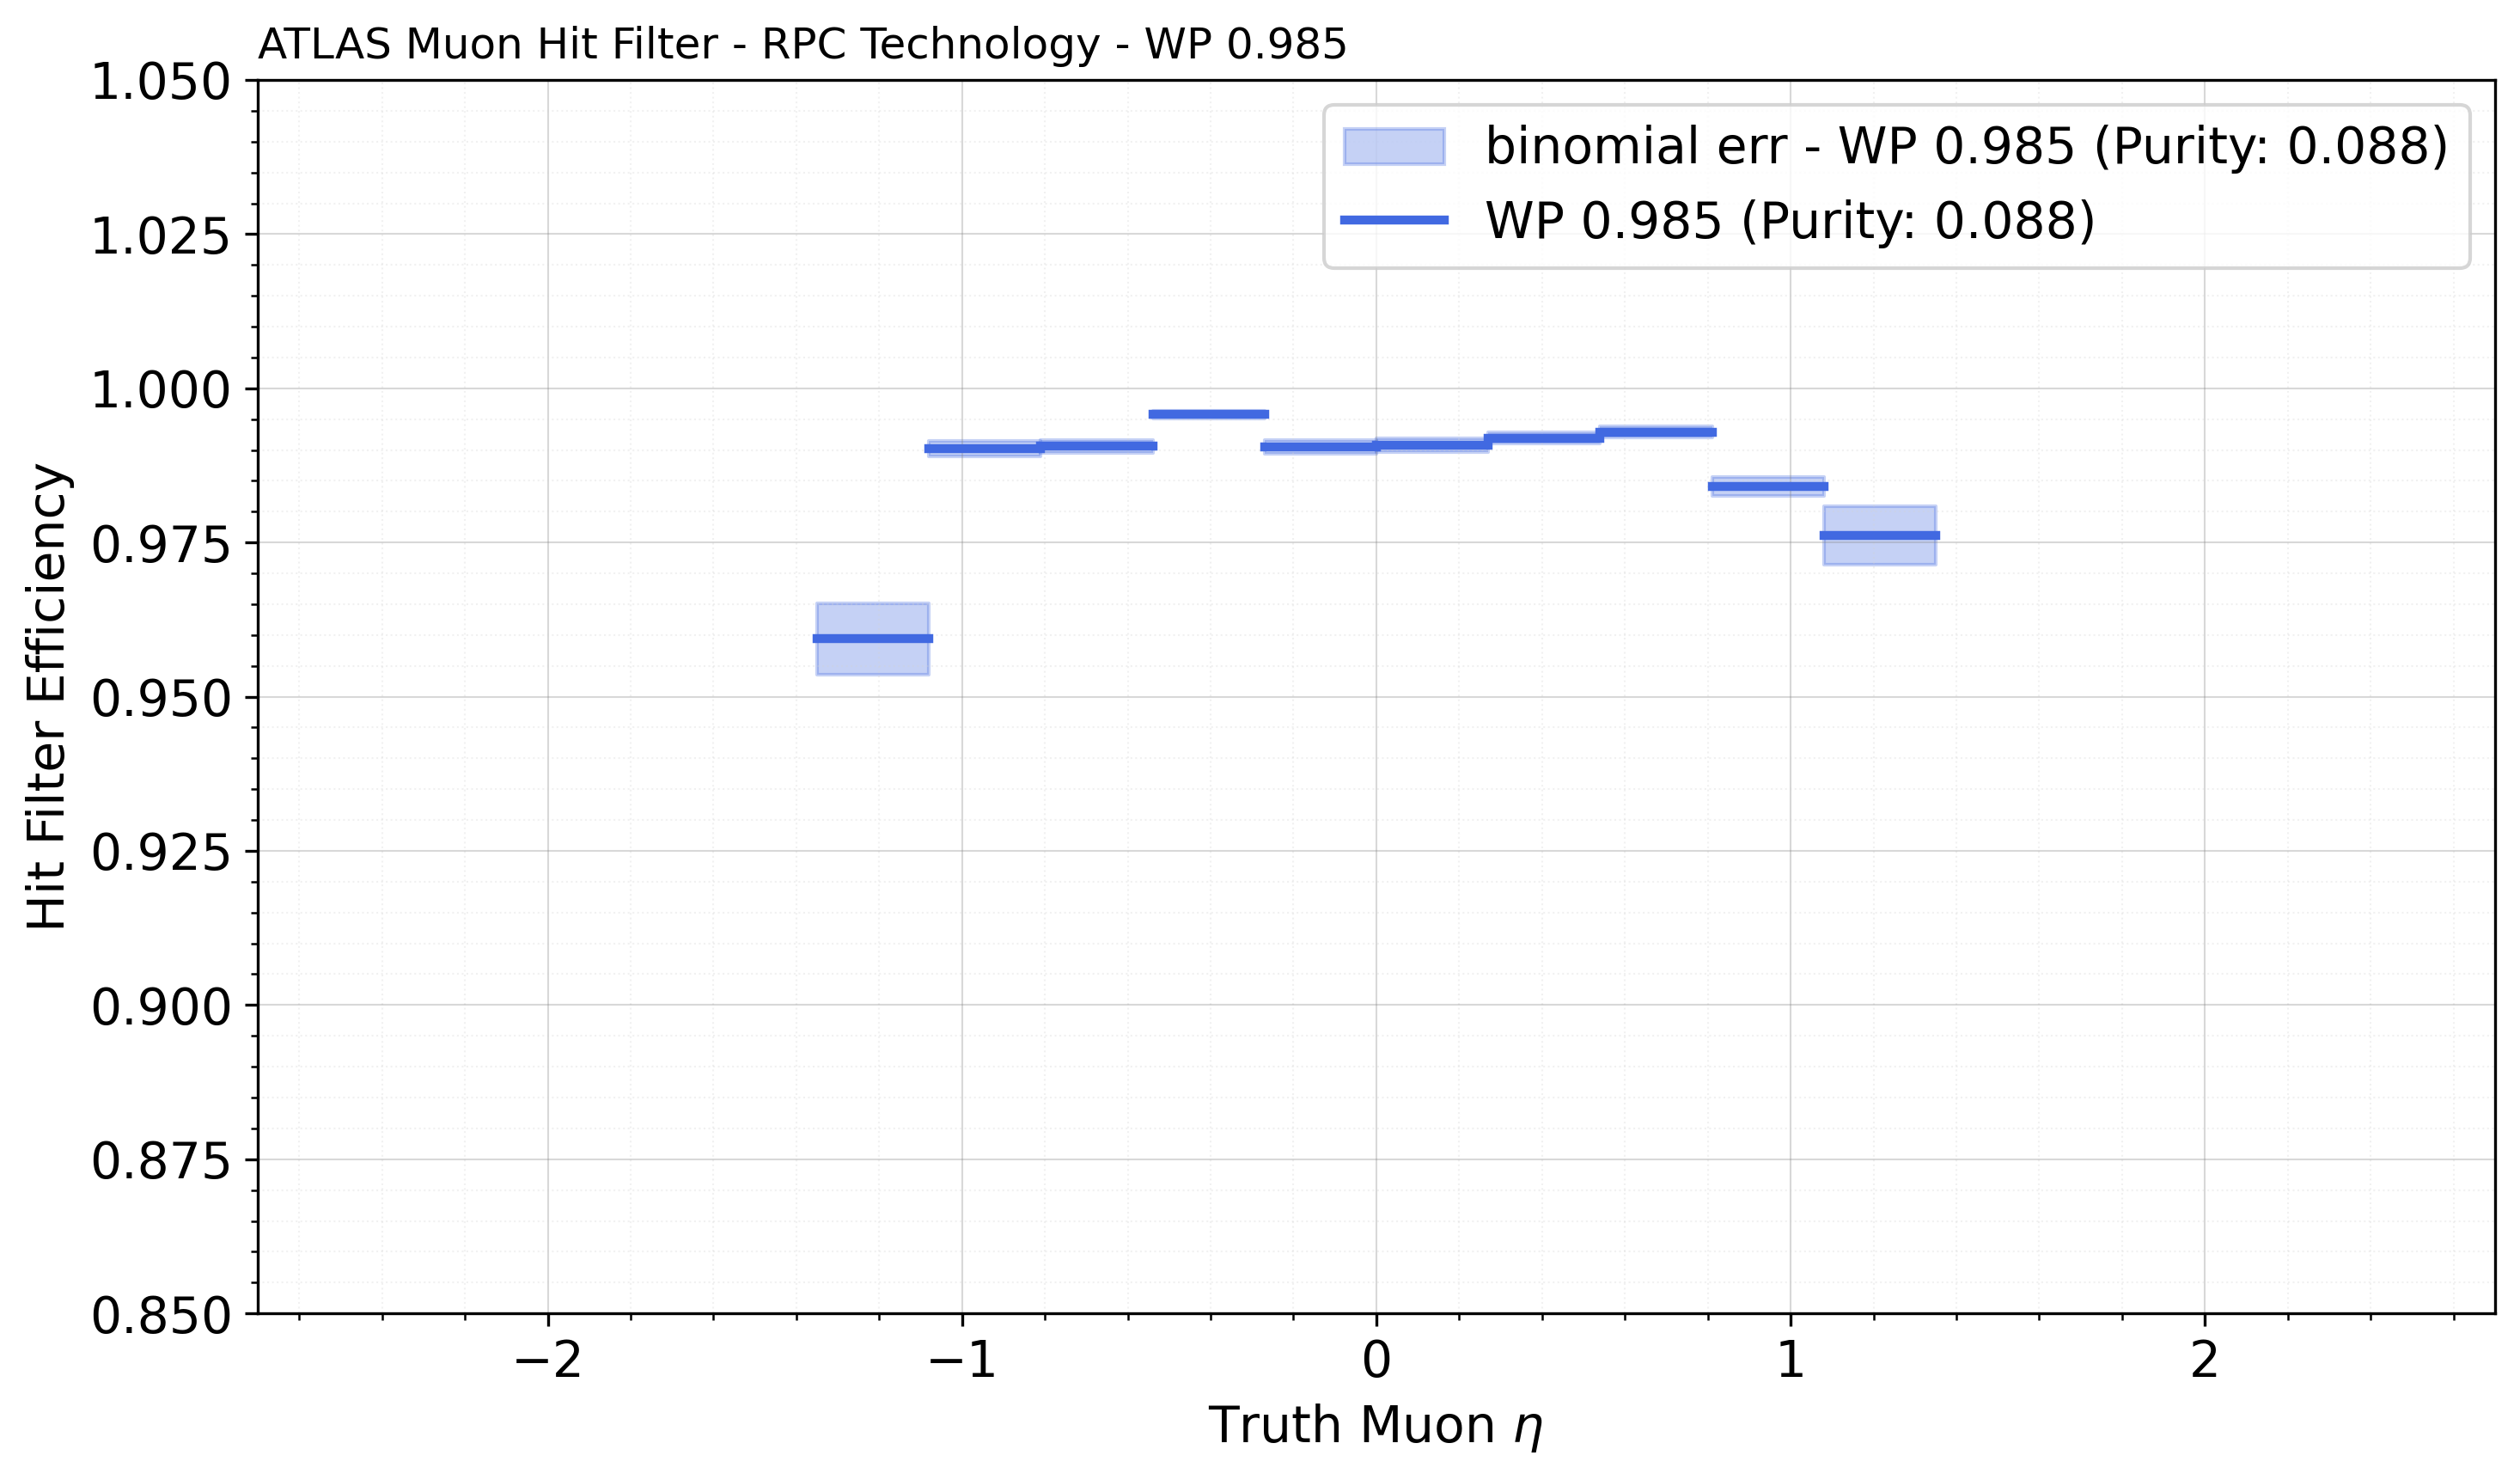 ATLAS Muon Hit Filter - RPC Technology - WP 0.985
1.050
1.025
1.000
0.975
0.950
0.925
0.900
0.875
0.850
Hit Filter Efficiency
binomial err - WP 0.985 (Purity: 0.088)
WP 0.985 (Purity: 0.088)
−2
−1
0
1
2
Truth Muon η